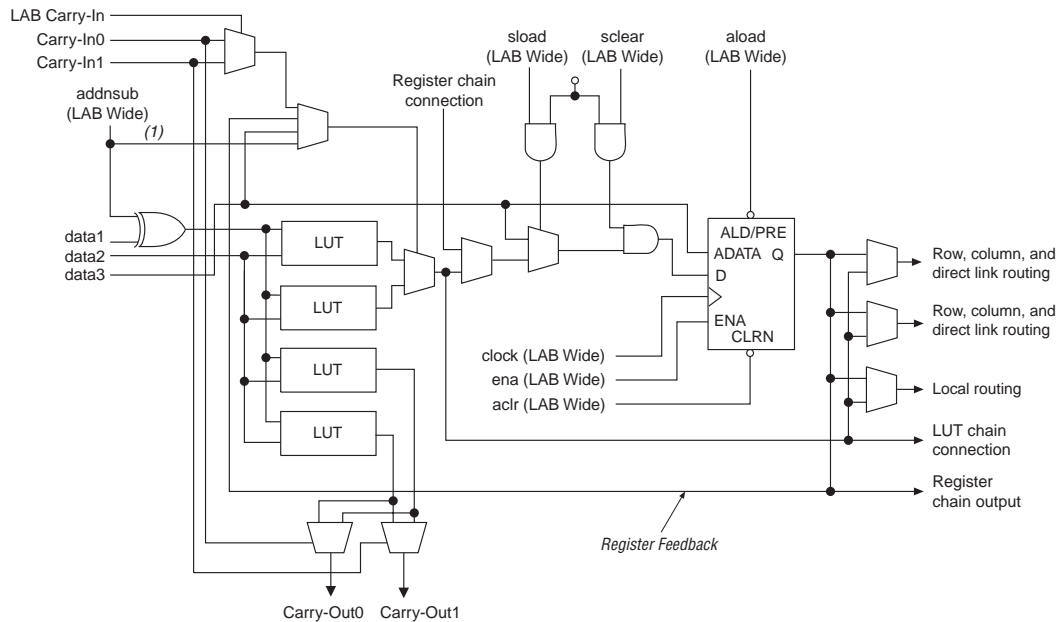 LAB Carry-In
Carry-In0
Carry-In1
addnsub
(LAB Wide)
(1)
Register chain
connection
sload
(LAB Wide)
sclear
(LAB Wide)
aload
(LAB Wide)
data1
data2
data3
LUT
LUT
LUT
LUT
ALD/PRE
ADATA Q
D
ENA
CLRN
clock (LAB Wide)
ena (LAB Wide)
aclr (LAB Wide)
Row, column, and
direct link routing
Row, column, and
direct link routing
Local routing
LUT chain
connection
Register
chain output
Register Feedback
Carry-Out0
Carry-Out1